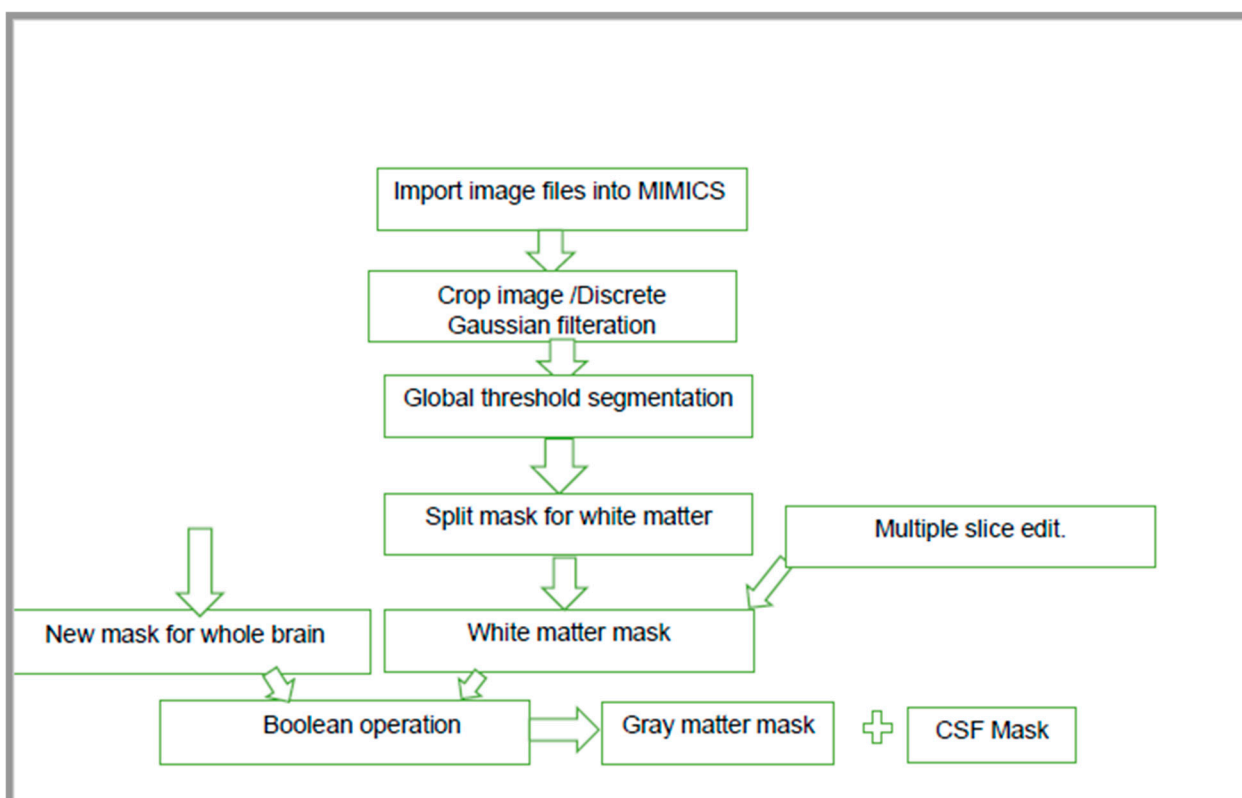 Import image files into MIMICS
Crop image /Discrete
Gaussian filteration
Global threshold segmentation
Split mask for white matter
Multiple slice edit.
New mask for whole brain
White matter mask
Boolean operation
Gray matter mask
CSF Mask